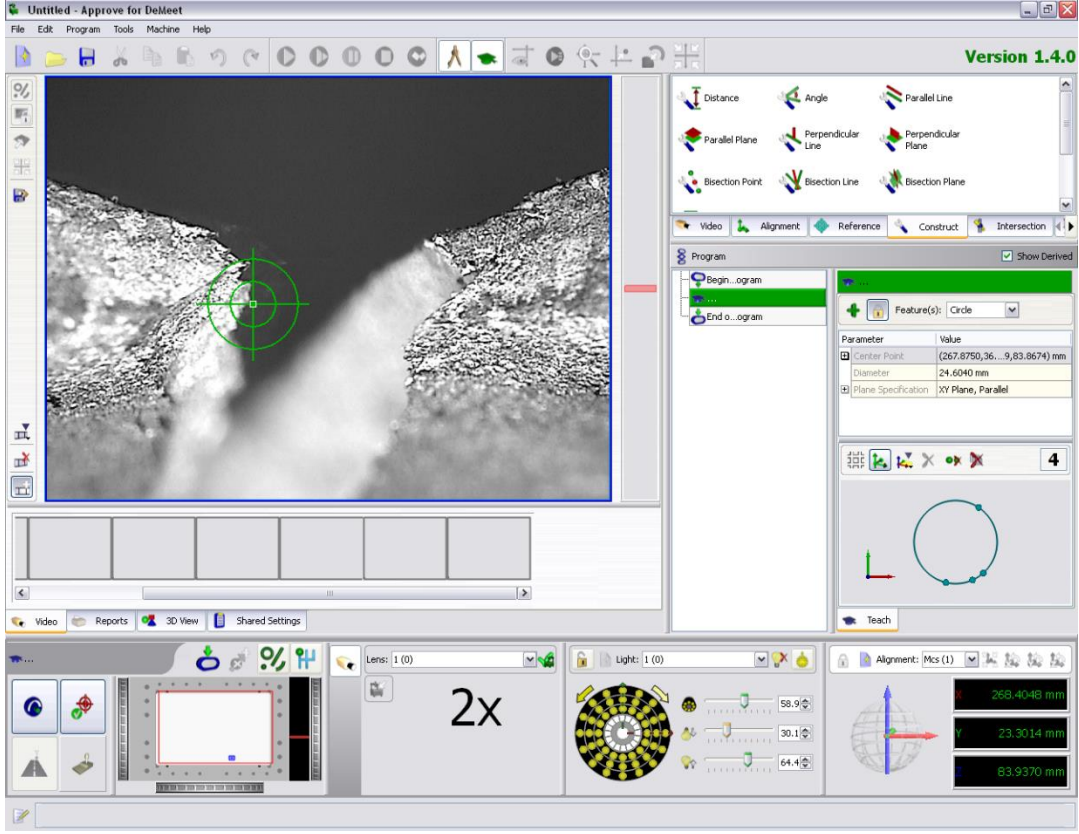 Untitled - Approve for DeMeet
File Edit Program Tools Machine Help
Version 1.4.0
Distance Angle Parallel Line
Parallel Plane Perpendicular Line Perpendicular Plane
Bisection Point Bisection Line Bisection Plane
Video Alignment Reference Construct Intersection
Program Show Derived
Begin...ogram
...
End o...ogram
...
Feature(s): Circle
Parameter Value
Center Point (267.8750,36....9,83.8674) mm
Diameter 24.6040 mm
Plane Specification XY Plane, Parallel
4
Teach
Video Reports 3D View Shared Settings
...
Lens: 1 (0)
2x
Light: 1 (0)
58.9
30.1
64.4
Alignment: Mcs (1)
X 268.4048 mm
Y 23.3014 mm
Z 83.9370 mm